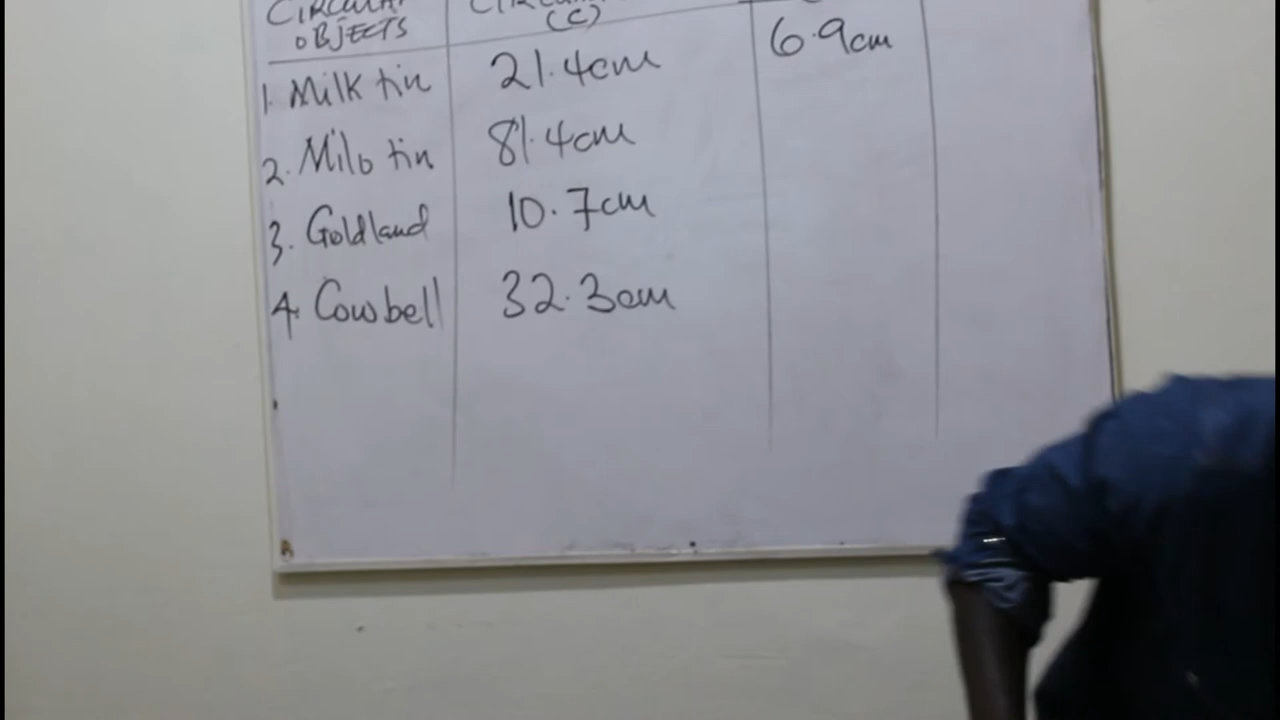 CIRCULAR
OBJECTS
(C)
6.9cm
1. Milk tin 21.4cm
2. Milo tin 81.4cm
3. Goldland 10.7cm
4. Cowbell 32.3cm